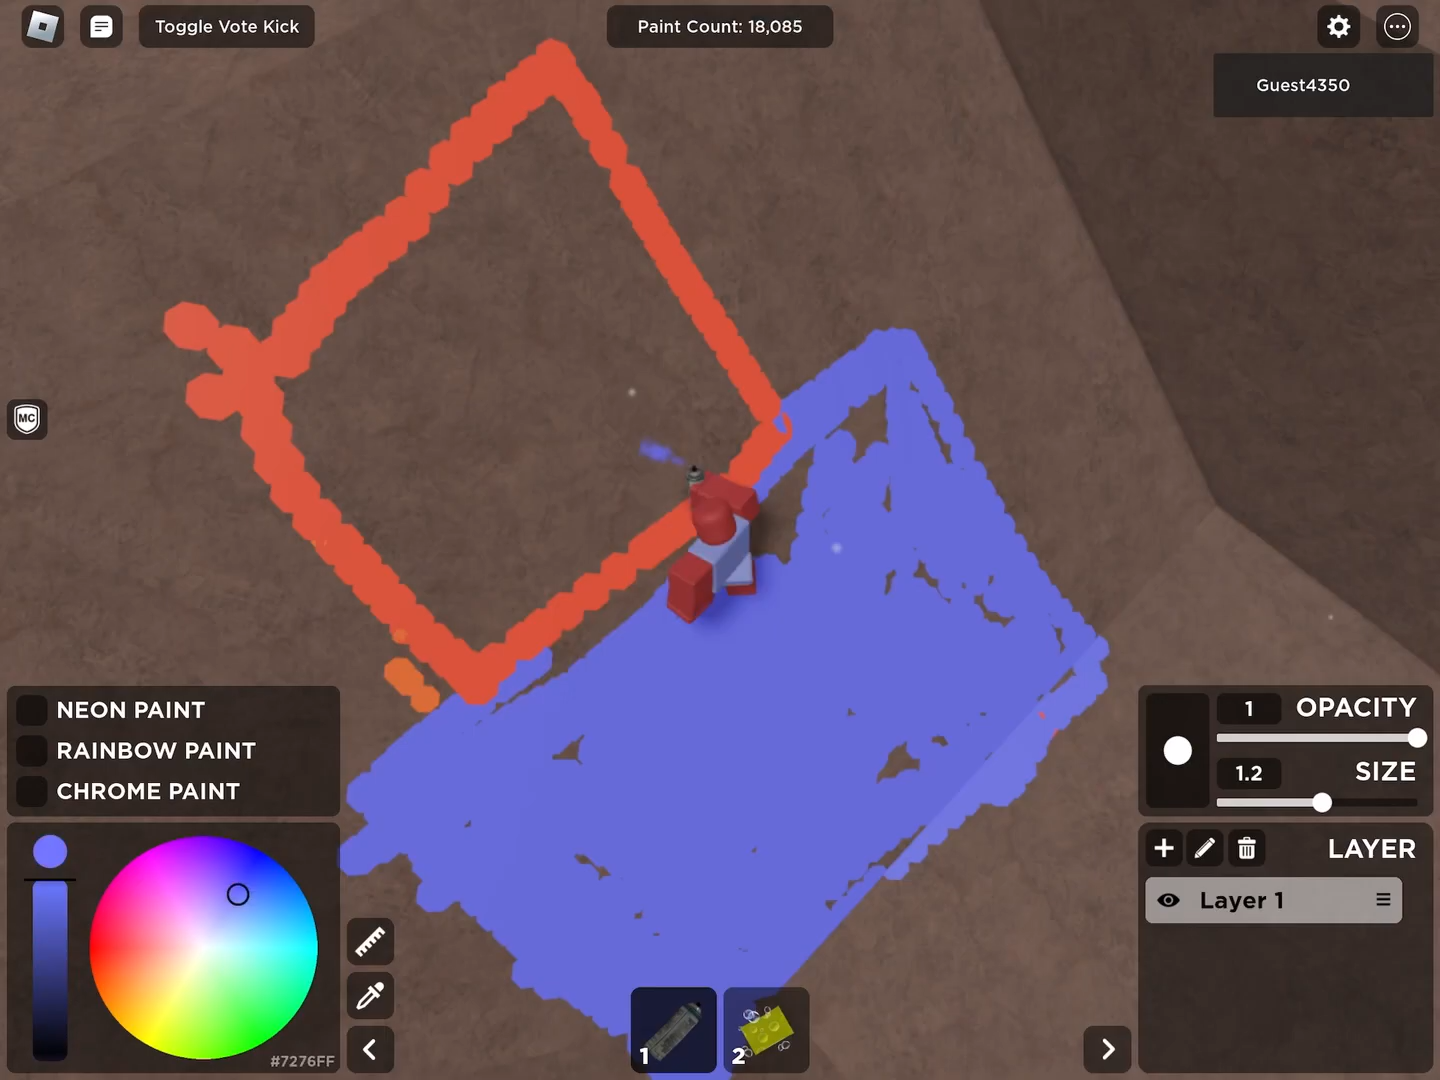 Toggle Vote Kick
Paint Count: 18,085
Guest4350
MC
NEON PAINT
RAINBOW PAINT
CHROME PAINT
#7276FF
1
2
1 OPACITY
1.2 SIZE
LAYER
Layer 1